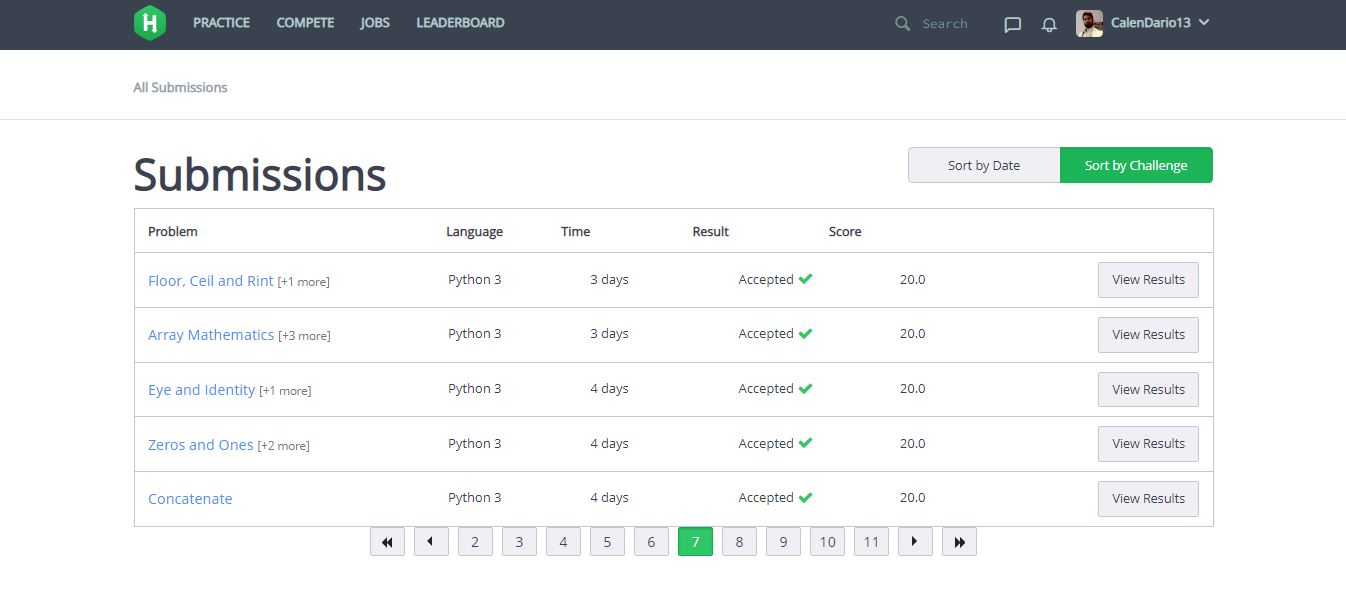 H PRACTICE COMPETE JOBS LEADERBOARD Search CalenDario13
All Submissions
Submissions
Sort by Date Sort by Challenge
Problem Language Time Result Score
Floor, Ceil and Rint [+1 more] Python 3 3 days Accepted 20.0 View Results
Array Mathematics [+3 more] Python 3 3 days Accepted 20.0 View Results
Eye and Identity [+1 more] Python 3 4 days Accepted 20.0 View Results
Zeros and Ones [+2 more] Python 3 4 days Accepted 20.0 View Results
Concatenate Python 3 4 days Accepted 20.0 View Results
2 3 4 5 6 7 8 9 10 11